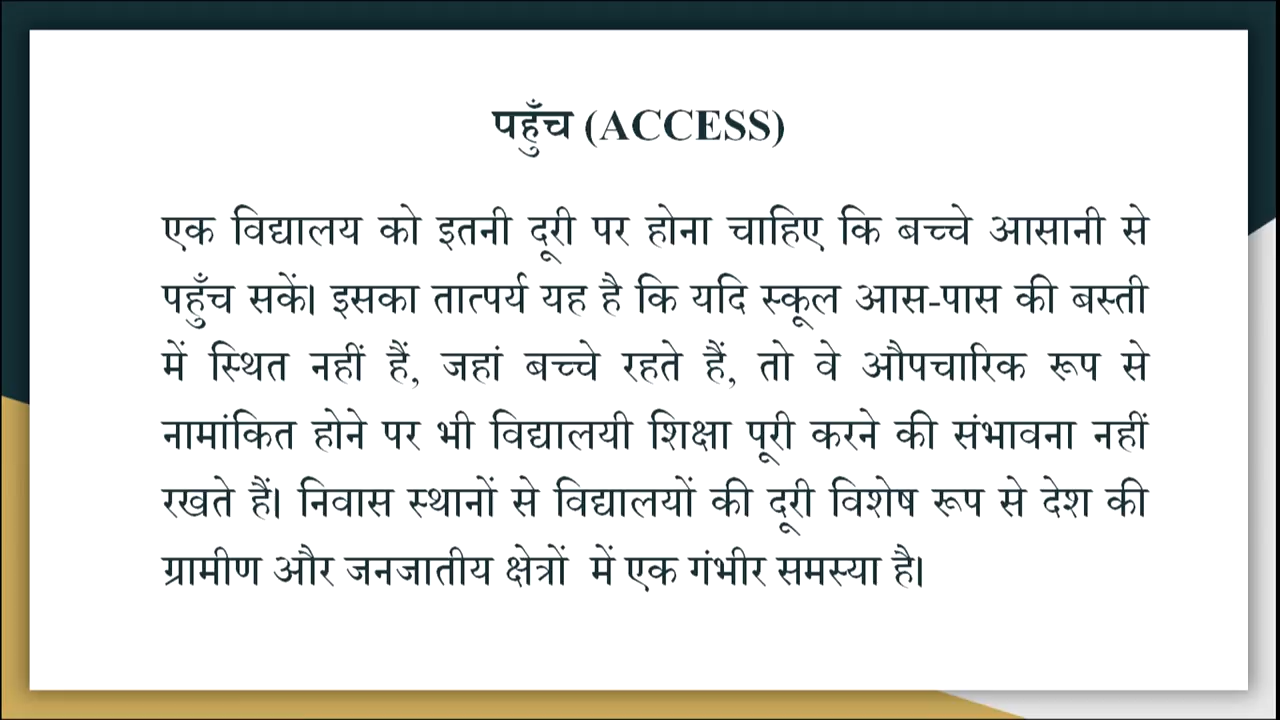 पहुँच (ACCESS)
एक विद्यालय को इतनी दूरी पर होना चाहिए कि बच्चे आसानी से
पहुँच सकें। इसका तात्पर्य यह है कि यदि स्कूल आस-पास की बस्ती
में स्थित नहीं हैं, जहां बच्चे रहते हैं, तो वे औपचारिक रूप से
नामांकित होने पर भी विद्यालयी शिक्षा पूरी करने की संभावना नहीं
रखते हैं। निवास स्थानों से विद्यालयों की दूरी विशेष रूप से देश की
ग्रामीण और जनजातीय क्षेत्रों में एक गंभीर समस्या है।